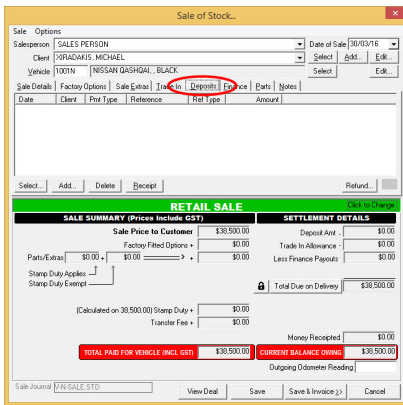 Sale of Stock...
Sale Options
Salesperson SALES PERSON Date of Sale 30/03/16
Client XIRADAKIS, MICHAEL Select Add... Edit...
Vehicle 1001N NISSAN QASHQAI, , BLACK Select Edit...
Sale Details Factory Options Sale Extras Trade In Deposits Finance Parts Notes
Date Client Pmt Type Reference Ref Type Amount
Select... Add... Delete Receipt Refund...
RETAIL SALE Click to Change
SALE SUMMARY (Prices Include GST) SETTLEMENT DETAILS
Sale Price to Customer $38,500.00 Deposit Amt - $0.00
Factory Fitted Options + $0.00 Trade In Allowance - $0.00
Parts/Extras $0.00 + $0.00 => + $0.00 Less Finance Payouts $0.00
Stamp Duty Applies
Stamp Duty Exempt Total Due on Delivery $38,500.00
(Calculated on 38,500.00) Stamp Duty + $0.00
Transfer Fee + $0.00
Money Receipted $0.00
TOTAL PAID FOR VEHICLE (INCL GST) $38,500.00 CURRENT BALANCE OWING $38,500.00
Outgoing Odometer Reading
Sale Journal V-N-SALE.STD View Deal Save Save & Invoice >> Cancel